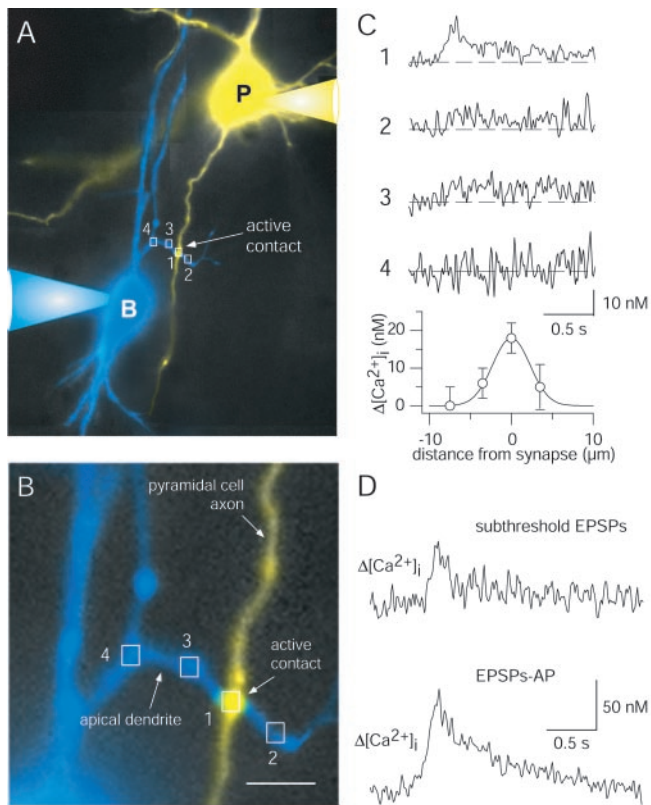 A
P
4
3
active
contact
1
2
B
B
pyramidal cell
axon
3
4
active
contact
apical dendrite
1
2
C
1
2
3
4
10 nM
0.5 s
Δ[Ca²⁺]ᵢ (nM)
20
10
0
-10
0
10
distance from synapse (µm)
D
subthreshold EPSPs
Δ[Ca²⁺]ᵢ
EPSPs-AP
50 nM
0.5 s
Δ[Ca²⁺]ᵢ